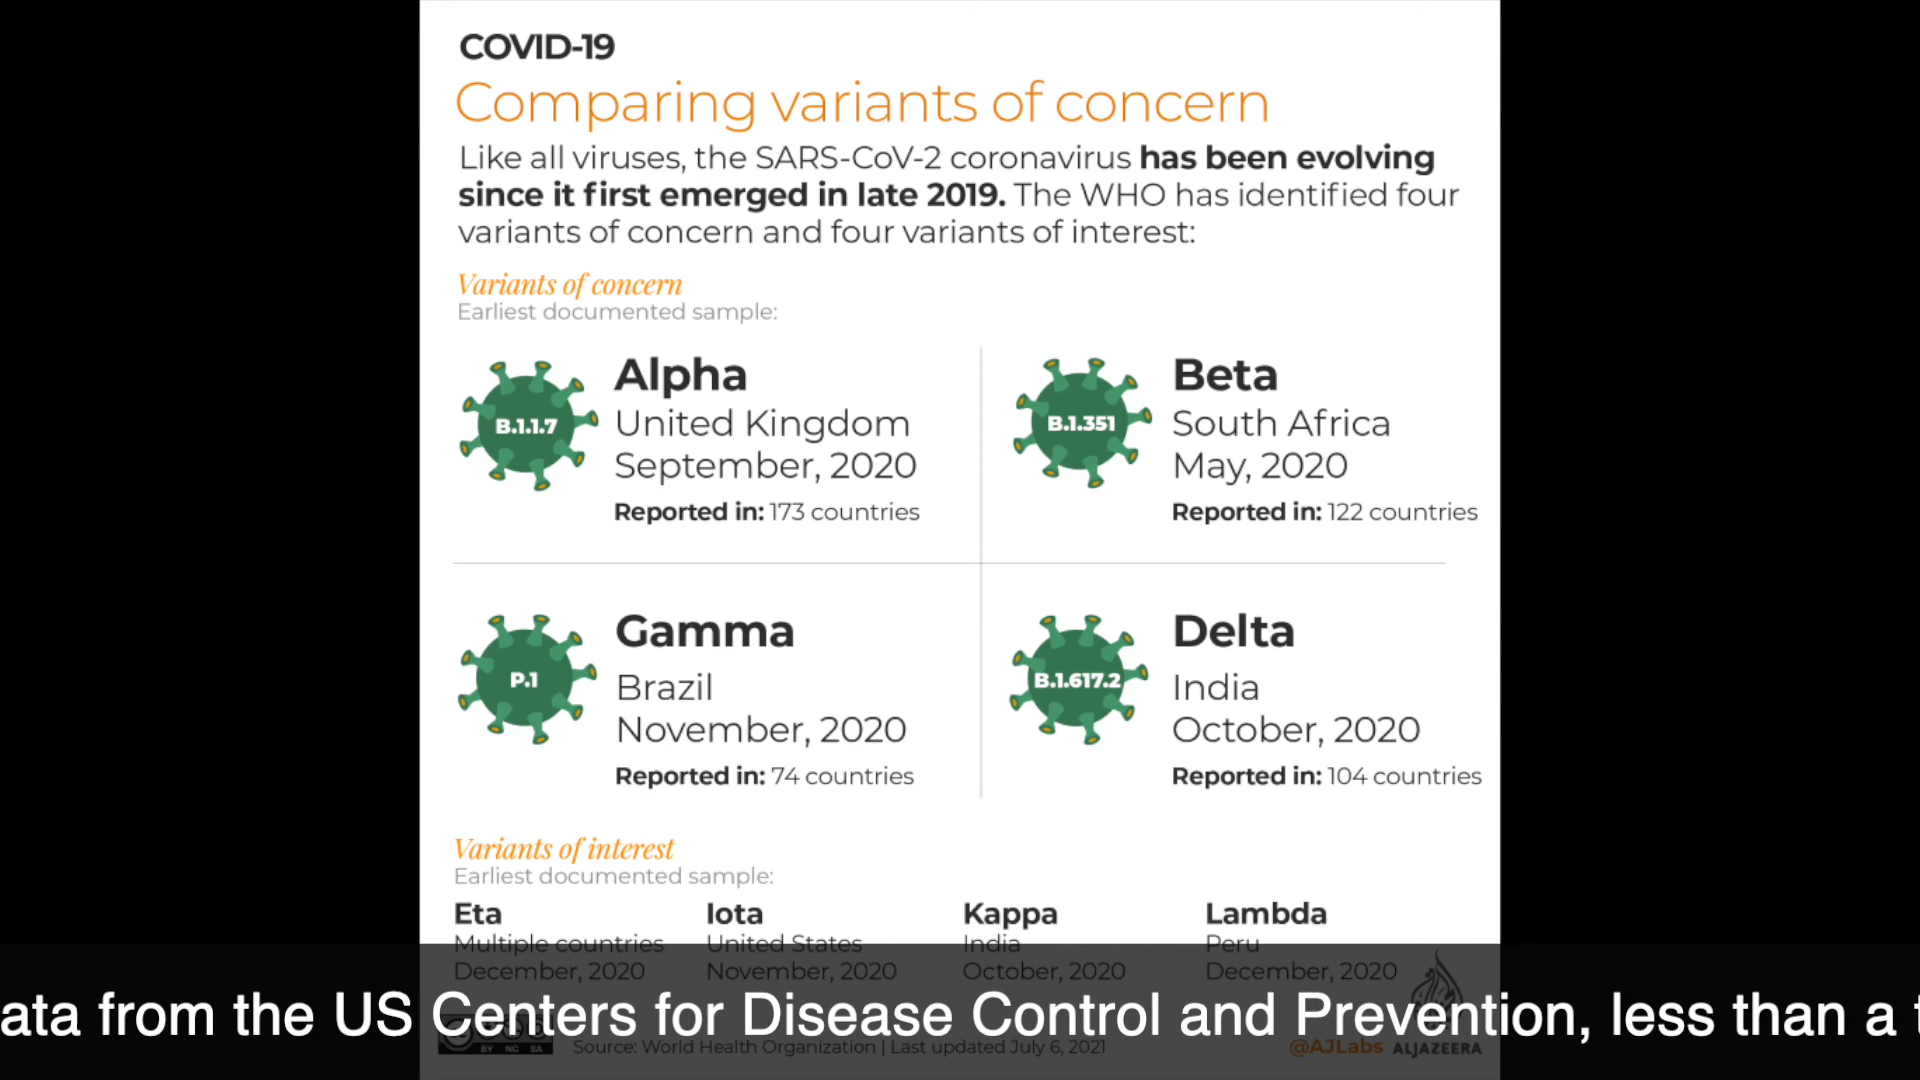 COVID-19
Comparing variants of concern
Like all viruses, the SARS-CoV-2 coronavirus has been evolving
since it first emerged in late 2019. The WHO has identified four
variants of concern and four variants of interest:
Variants of concern
Earliest documented sample:
B.1.1.7
Alpha
United Kingdom
September, 2020
Reported in: 173 countries
B.1.351
Beta
South Africa
May, 2020
Reported in: 122 countries
P.1
Gamma
Brazil
November, 2020
Reported in: 74 countries
B.1.617.2
Delta
India
October, 2020
Reported in: 104 countries
Variants of interest
Earliest documented sample:
Eta
Multiple countries
December, 2020
Iota
United States
November, 2020
Kappa
India
October, 2020
Lambda
Peru
December, 2020
ata from the US Centers for Disease Control and Prevention, less than a t
BY NC SA
Source: World Health Organization | Last updated July 6, 2021
@AJLabs ALJAZEERA